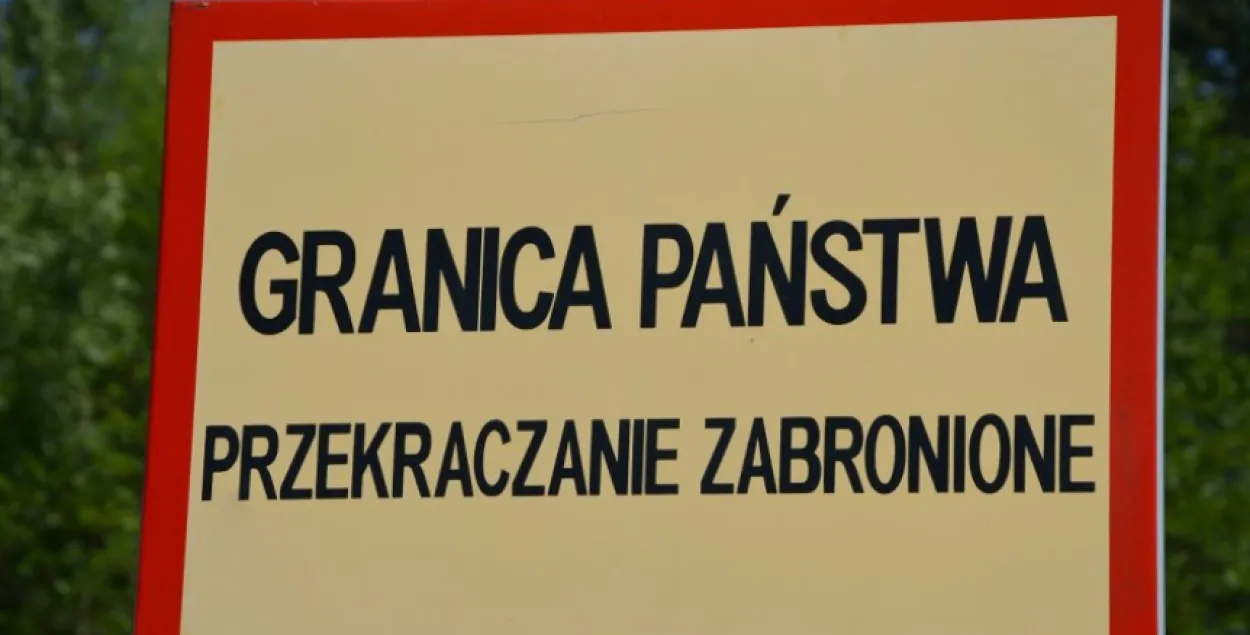 GRANICA PAŃSTWA
PRZEKRACZANIE ZABRONIONE